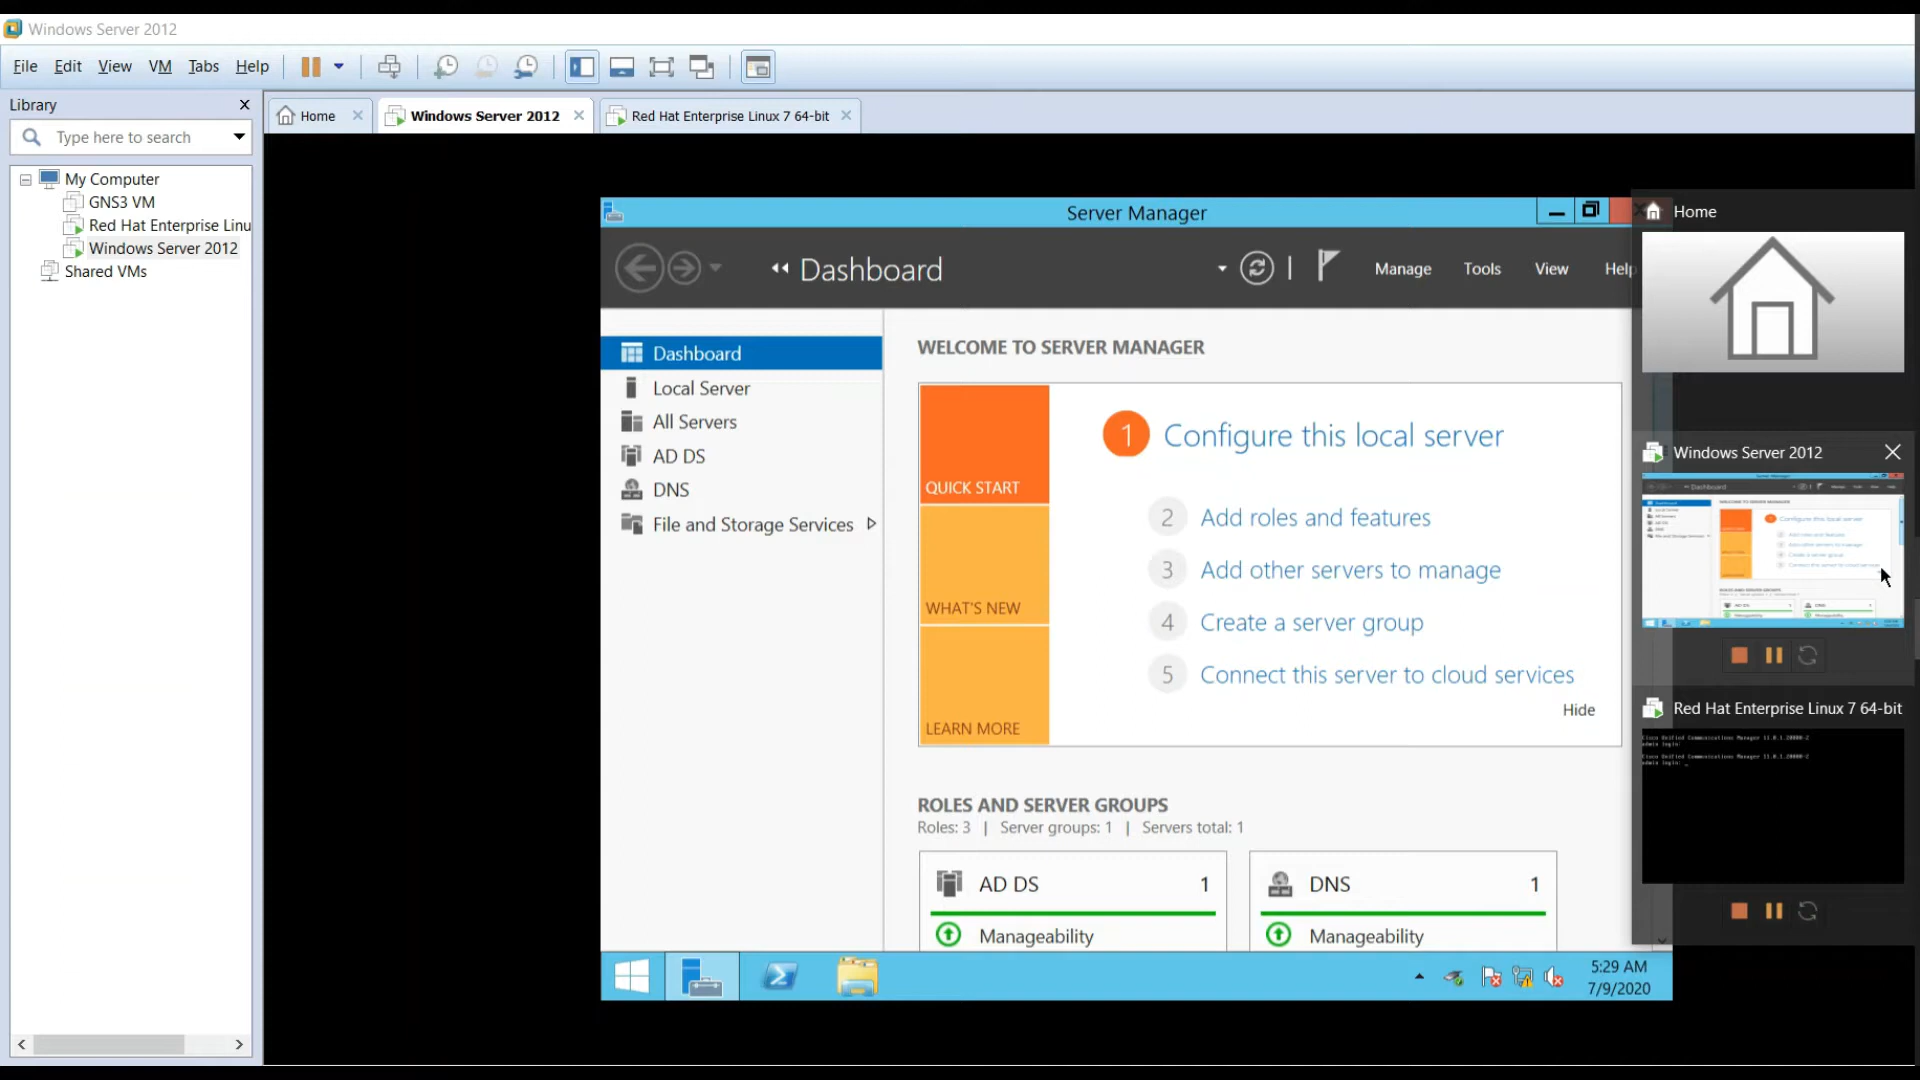 Windows Server 2012
File Edit View VM Tabs Help
Library
Type here to search
My Computer
GNS3 VM
Red Hat Enterprise Linu
Windows Server 2012
Shared VMs
Home
Windows Server 2012
Red Hat Enterprise Linux 7 64-bit
Server Manager
Dashboard
Manage Tools View Help
Dashboard
Local Server
All Servers
AD DS
DNS
File and Storage Services
WELCOME TO SERVER MANAGER
QUICK START
WHAT'S NEW
LEARN MORE
1 Configure this local server
2 Add roles and features
3 Add other servers to manage
4 Create a server group
5 Connect this server to cloud services
Hide
ROLES AND SERVER GROUPS
Roles: 3 | Server groups: 1 | Servers total: 1
AD DS 1
Manageability
DNS 1
Manageability
5:29 AM
7/9/2020
Home
Windows Server 2012
Red Hat Enterprise Linux 7 64-bit